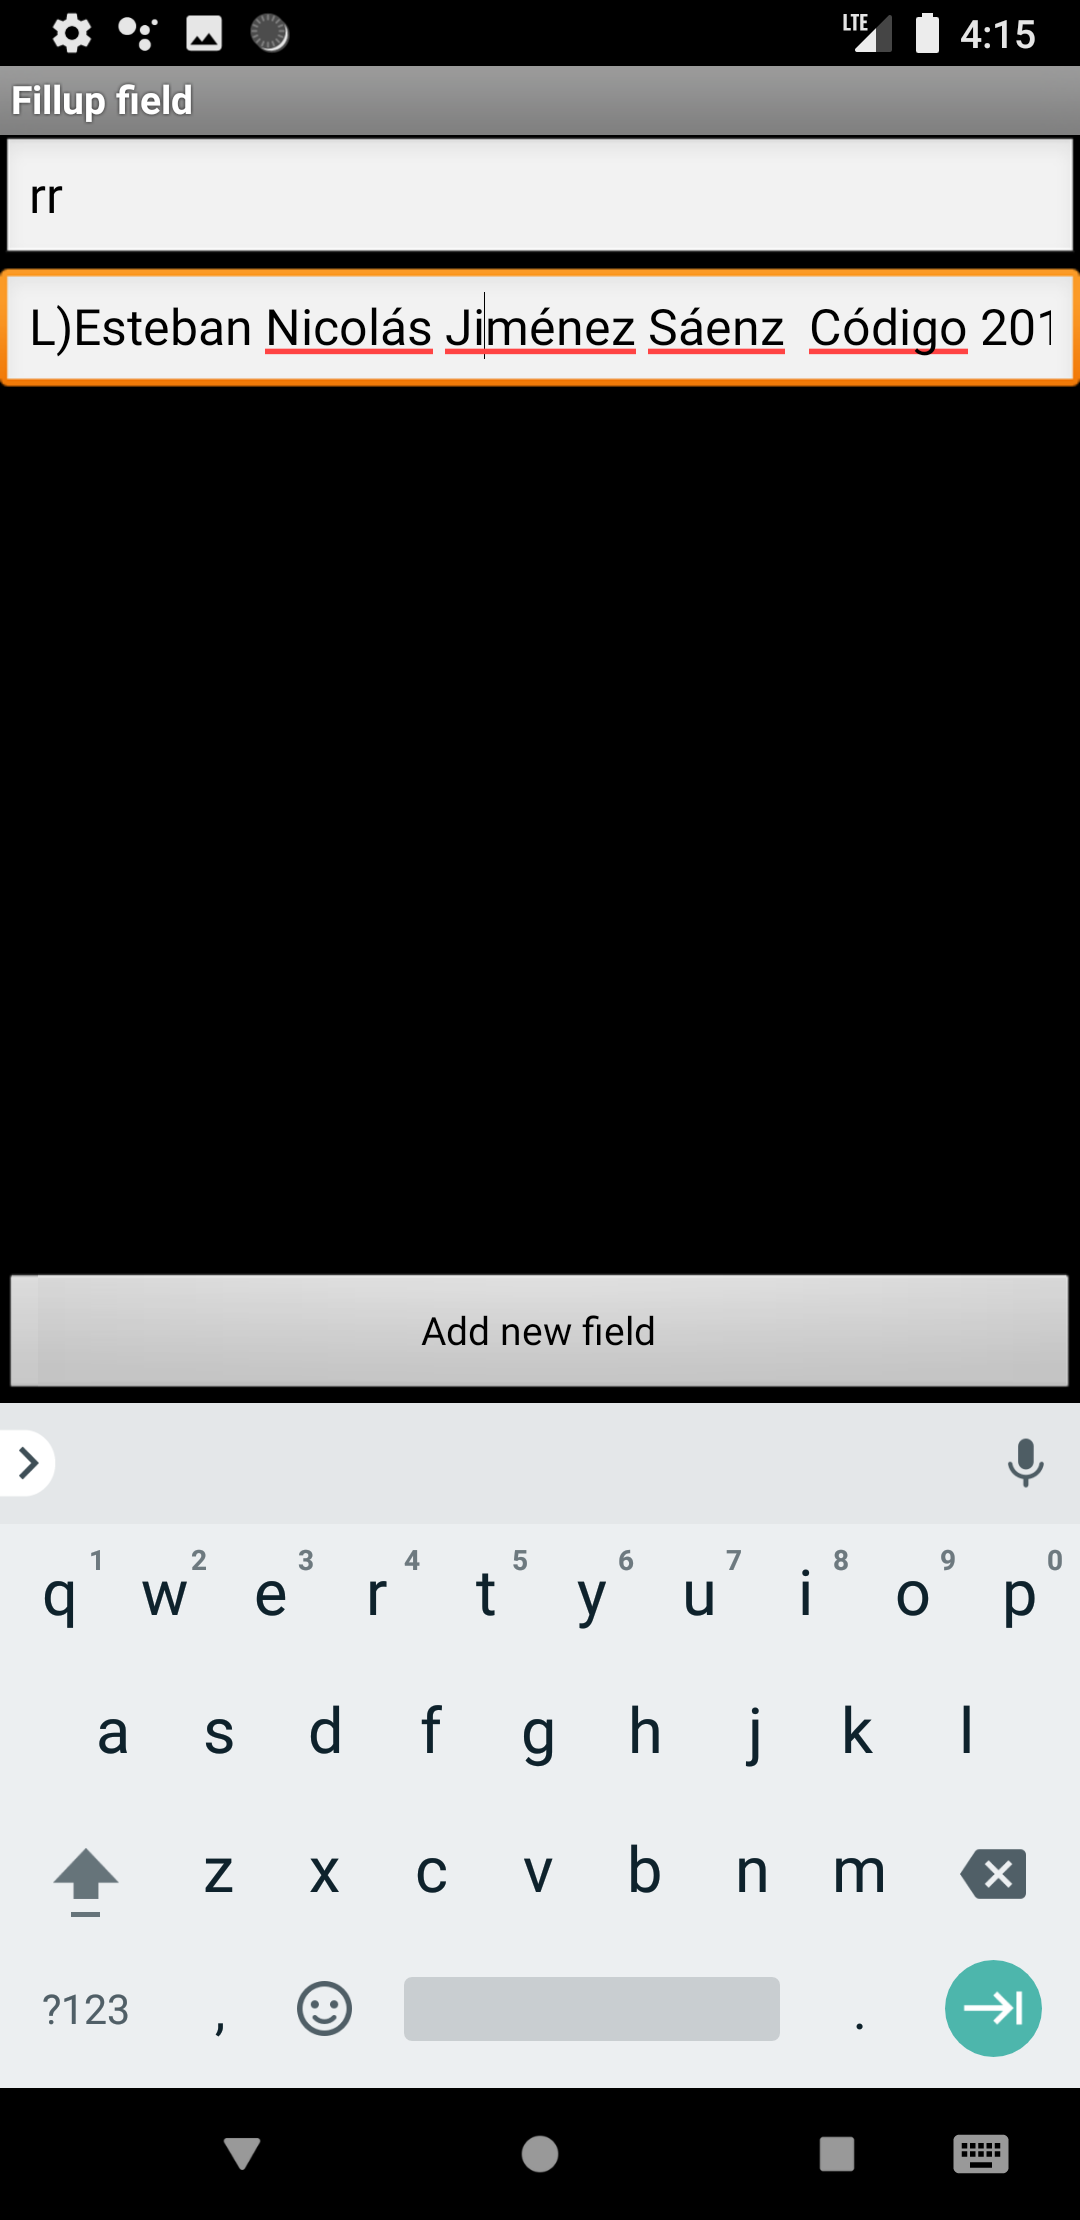 LTE 4:15
Fillup field
rr
L)Esteban Nicolás Jiménez Sáenz  Código 201
Add new field
1 2 3 4 5 6 7 8 9 0
q w e r t y u i o p
a s d f g h j k l
z x c v b n m
?123 , .